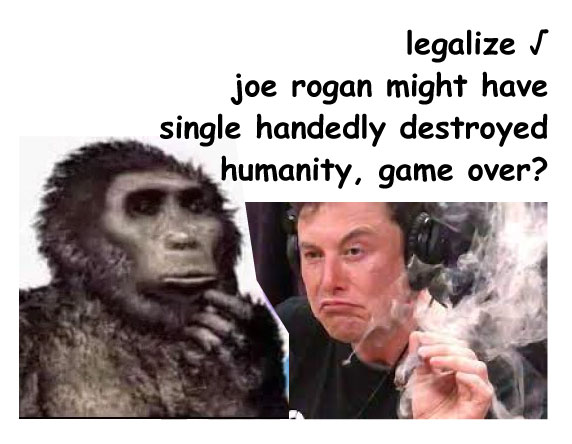 legalize √
joe rogan might have
single handedly destroyed
humanity, game over?